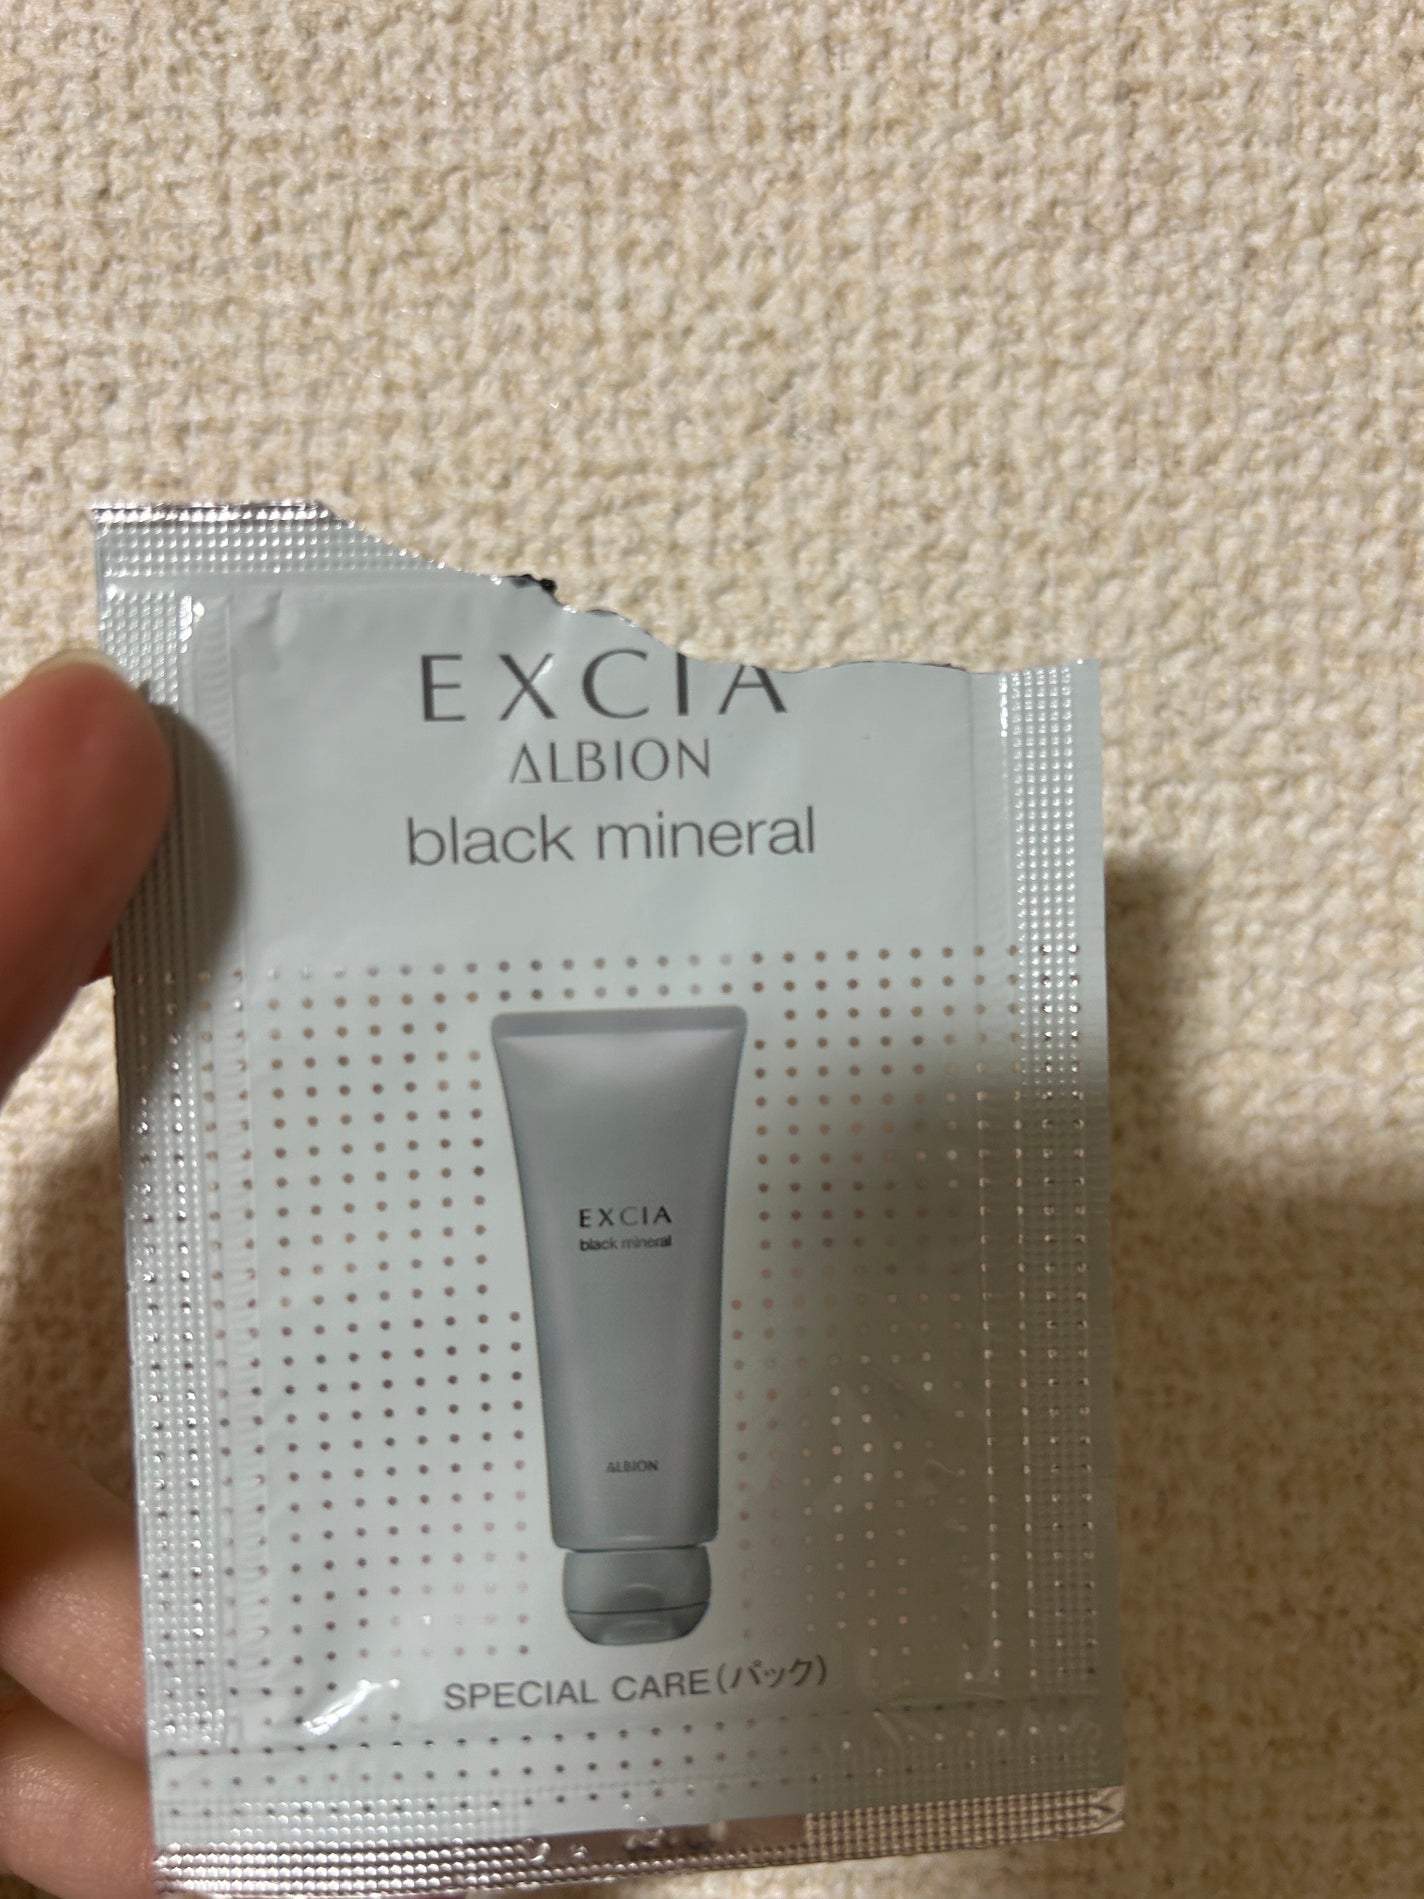 EXCIA
ALBION
black mineral
EXCIA
black mineral
ALBION
SPECIAL CARE(パック)